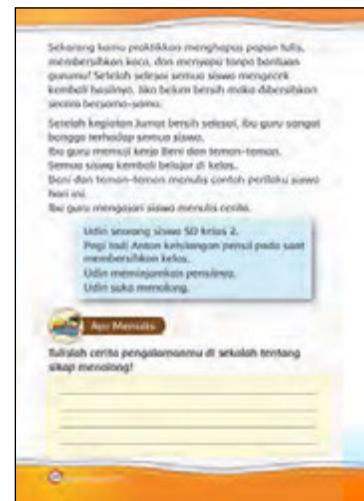 Sekarang kamu praktikkan menghapus papan tulis,
membersihkan kaca, dan menyapu tanpa bantuan
gurumu! Setelah selesai semua siswa mengecek
kembali hasilnya. Jika belum bersih maka dibersihkan
secara bersama-sama.
Setelah kegiatan Jumat bersih selesai, ibu guru sangat
bangga terhadap semua siswa.
Ibu guru memuji kerja Beni dan teman-teman.
Semua siswa kembali belajar di kelas.
Beni dan teman-teman menulis contoh perilaku siswa
hari ini.
Ibu guru mengajari siswa menulis cerita.
Udin seorang siswa SD kelas 2.
Pagi tadi Anton kehilangan pensil pada saat
membersihkan kelas.
Udin meminjamkan pensilnya.
Udin suka menolong.
Ayo Menulis
Tulislah cerita pengalamanmu di sekolah tentang
sikap menolong!